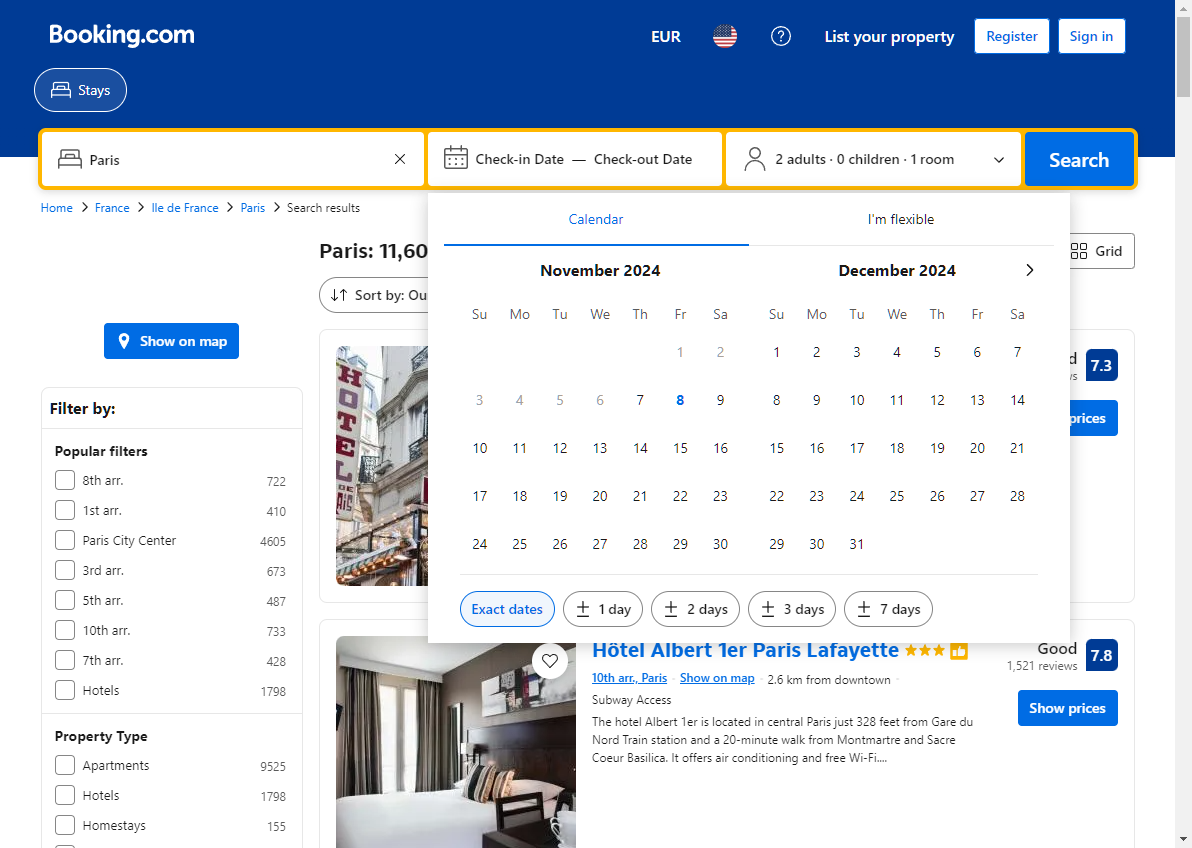 Booking.com
EUR
List your property
Register
Sign in
Stays
Paris
Check-in Date — Check-out Date
2 adults · 0 children · 1 room
Search
Home > France > Ile de France > Paris > Search results
Calendar
I'm flexible
November 2024
December 2024
Su Mo Tu We Th Fr Sa
1 2
3 4 5 6 7 8 9
10 11 12 13 14 15 16
17 18 19 20 21 22 23
24 25 26 27 28 29 30
Su Mo Tu We Th Fr Sa
1 2 3 4 5 6 7
8 9 10 11 12 13 14
15 16 17 18 19 20 21
22 23 24 25 26 27 28
29 30 31
Exact dates
± 1 day
± 2 days
± 3 days
± 7 days
Paris: 11,60
Grid
Sort by: Ou
Show on map
Filter by:
Popular filters
8th arr. 722
1st arr. 410
Paris City Center 4605
3rd arr. 673
5th arr. 487
10th arr. 733
7th arr. 428
Hotels 1798
Property Type
Apartments 9525
Hotels 1798
Homestays 155
HOTEL
DE
7.3
prices
Hôtel Albert 1er Paris Lafayette
10th arr., Paris · Show on map · 2.6 km from downtown ·
Subway Access
The hotel Albert 1er is located in central Paris just 328 feet from Gare du
Nord Train station and a 20-minute walk from Montmartre and Sacre
Coeur Basilica. It offers air conditioning and free Wi-Fi....
Good
1,521 reviews
7.8
Show prices